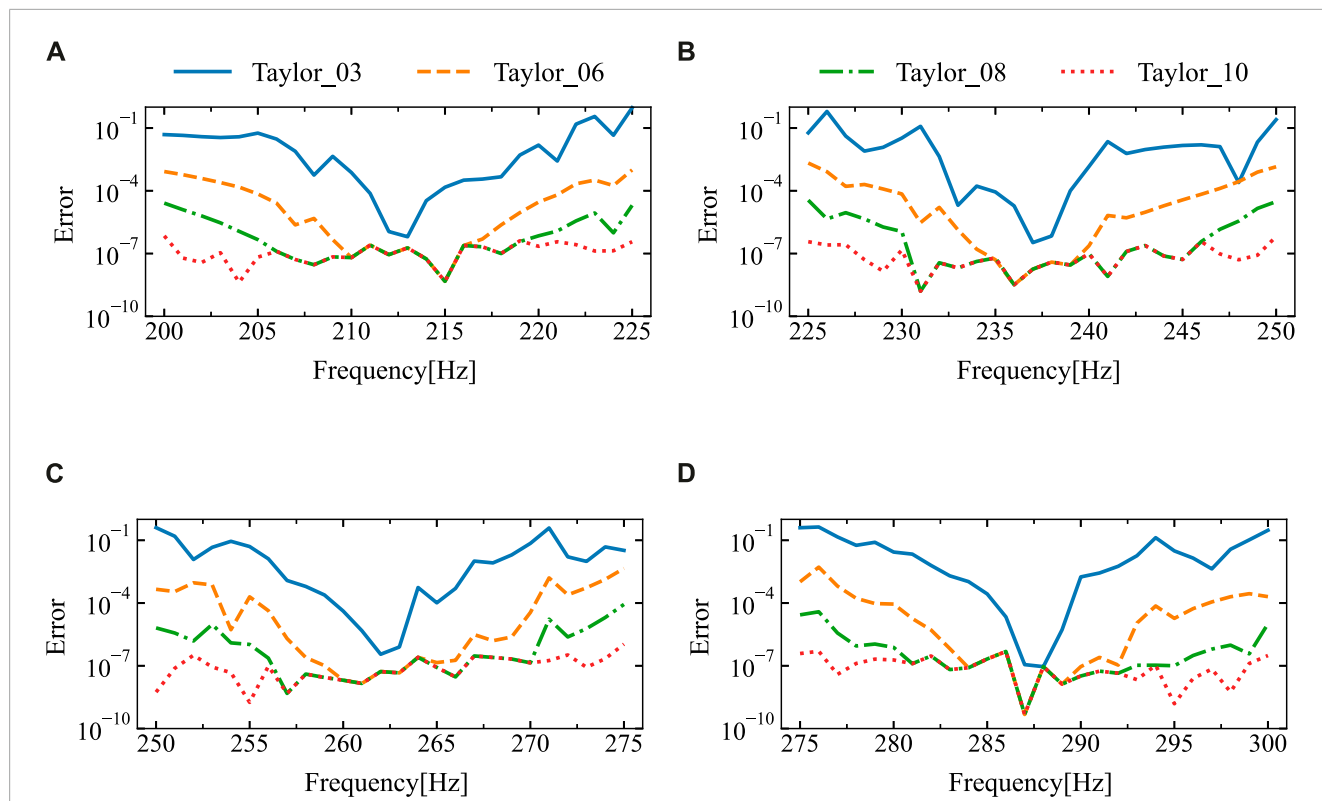 A
B
Taylor_03
Taylor_06
Taylor_08
Taylor_10
Error
10⁻¹
10⁻⁴
10⁻⁷
10⁻¹⁰
200 205 210 215 220 225
Frequency[Hz]
Error
10⁻¹
10⁻⁴
10⁻⁷
10⁻¹⁰
225 230 235 240 245 250
Frequency[Hz]
C
D
Error
10⁻¹
10⁻⁴
10⁻⁷
10⁻¹⁰
250 255 260 265 270 275
Frequency[Hz]
Error
10⁻¹
10⁻⁴
10⁻⁷
10⁻¹⁰
275 280 285 290 295 300
Frequency[Hz]